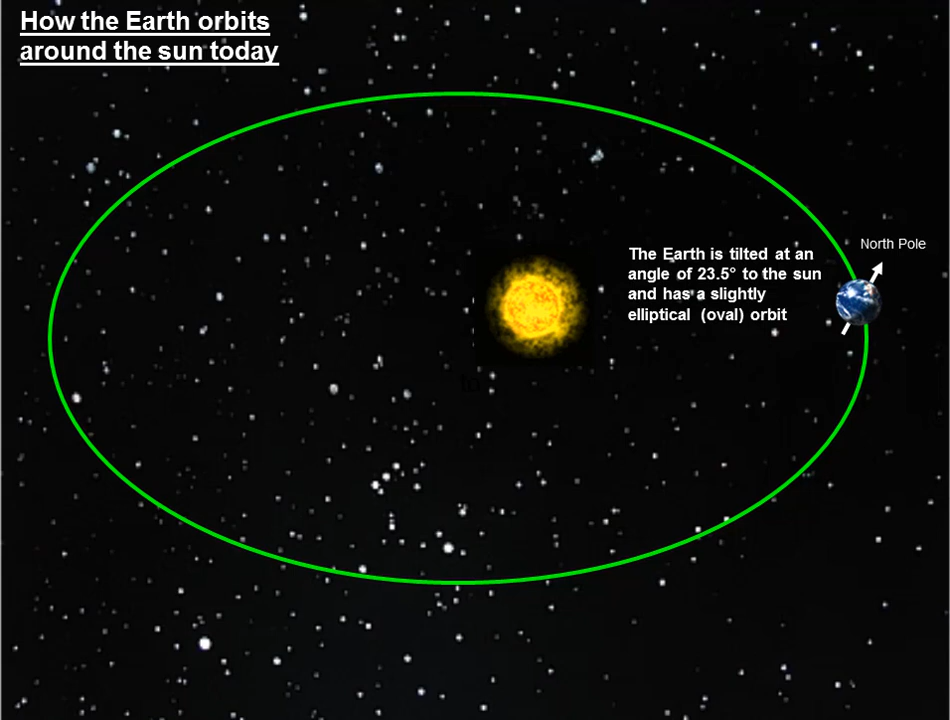 How the Earth orbits
around the sun today
North Pole
The Earth is tilted at an
angle of 23.5° to the sun
and has a slightly
elliptical (oval) orbit